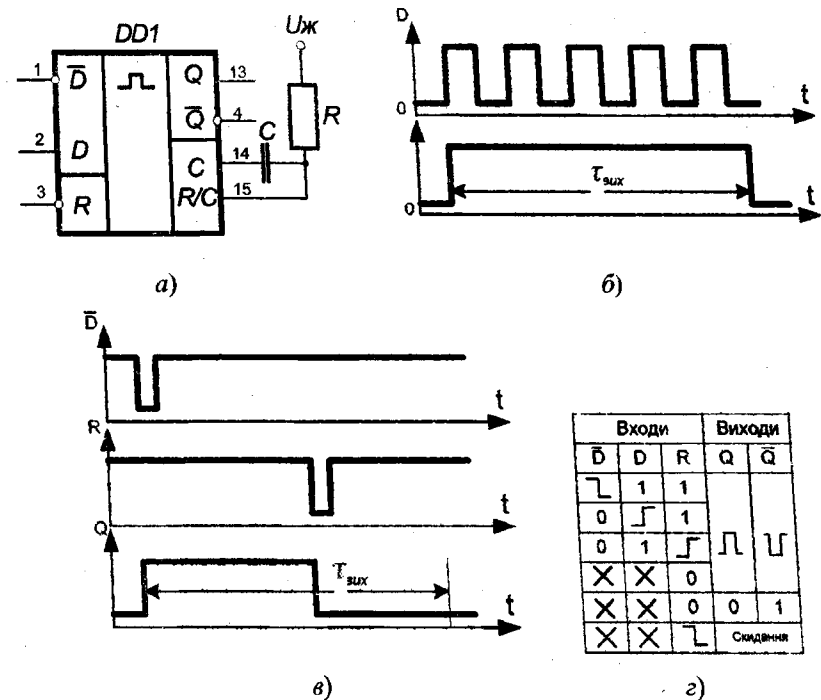 DD1
Uж
1 D̅ Q 13
Q̅ 4
2 D
C 14 C R
R/C 15
3 R
а)
D
t
0
τвих
t
0
б)
D̅
t
R
t
Q
τвих
t
в)
Входи Виходи
D̅ D R Q Q̅
1 1
0 1
0 1
X X 0
X X 0 0 1
X X Скидання
г)